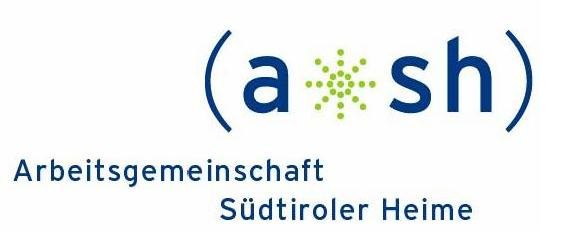 (a*sh)
Arbeitsgemeinschaft
Südtiroler Heime